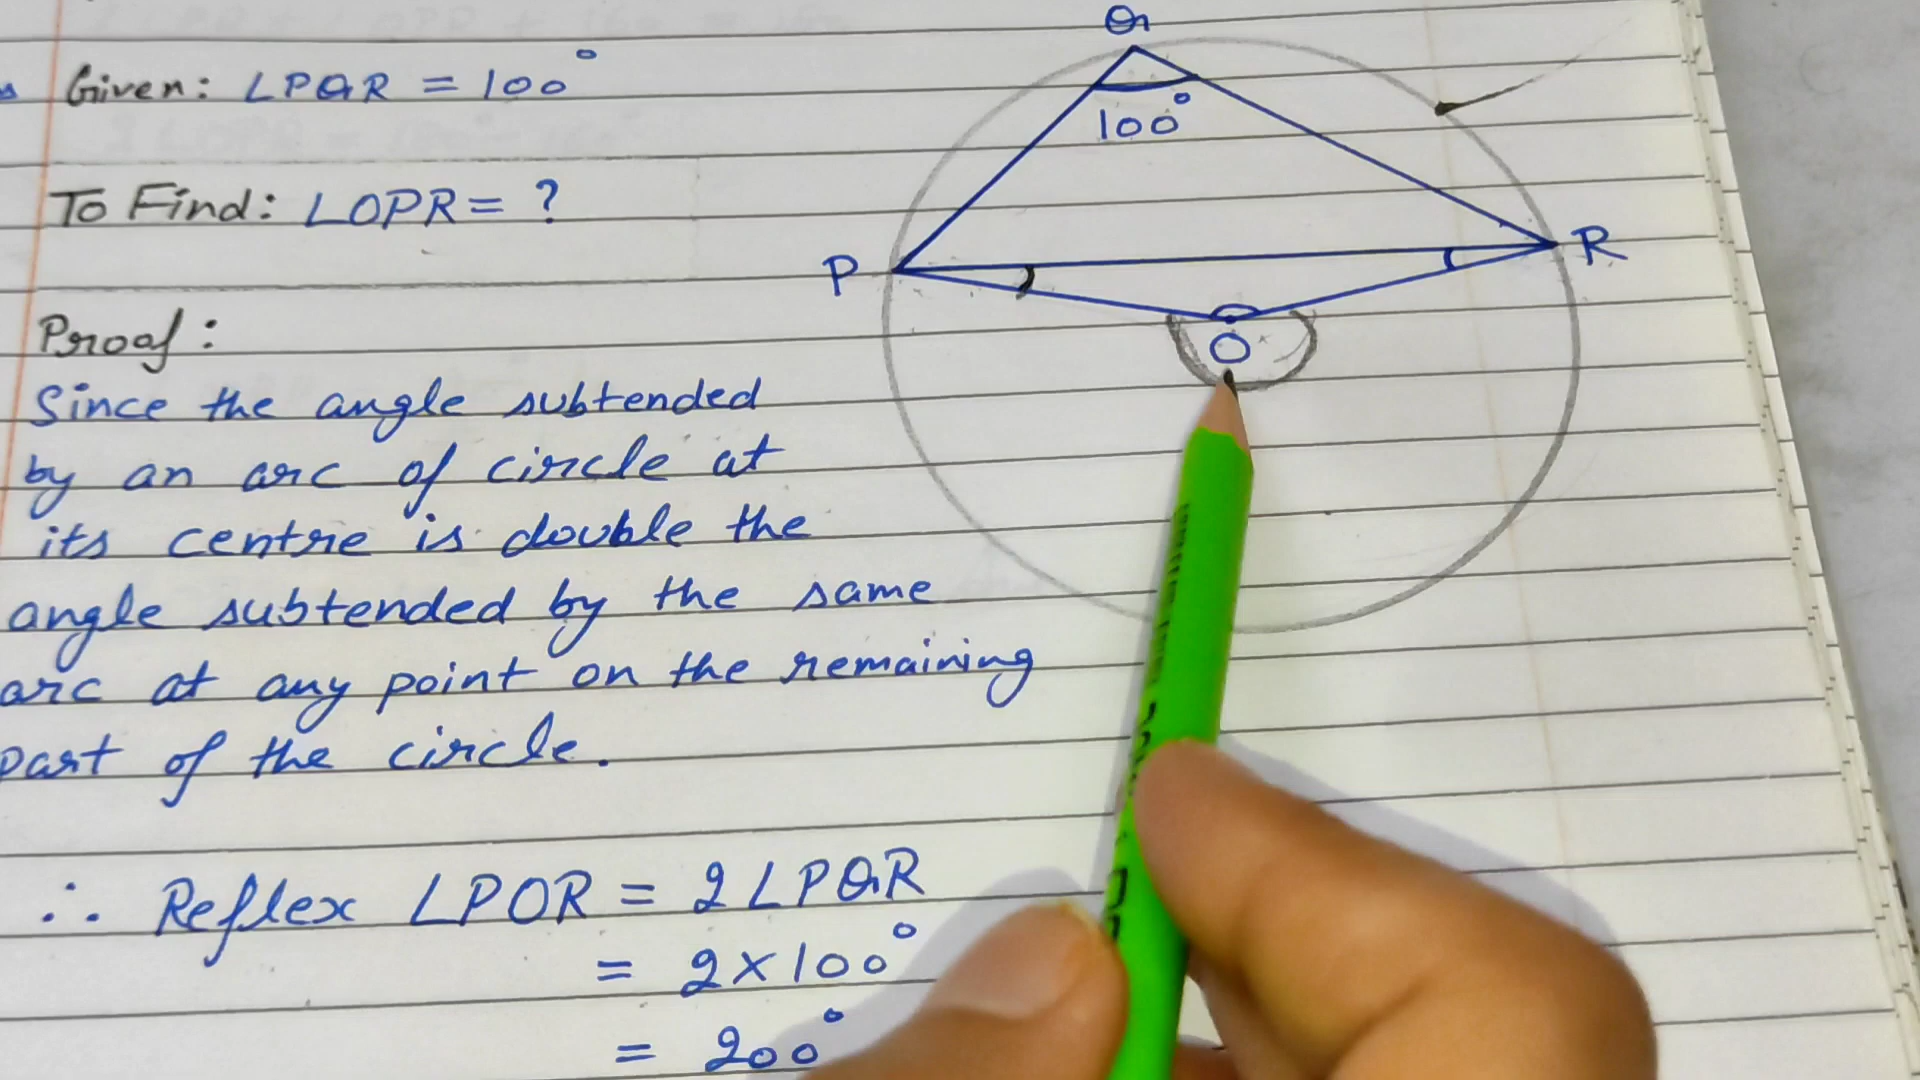 Given: ∠PQR = 100°
To Find: ∠OPR = ?
Proof:
Since the angle subtended
by an arc of circle at
its centre is double the
angle subtended by the same
arc at any point on the remaining
part of the circle.
∴ Reflex ∠POR = 2∠PQR
= 2×100°
= 200°
Q
100°
P
R
O